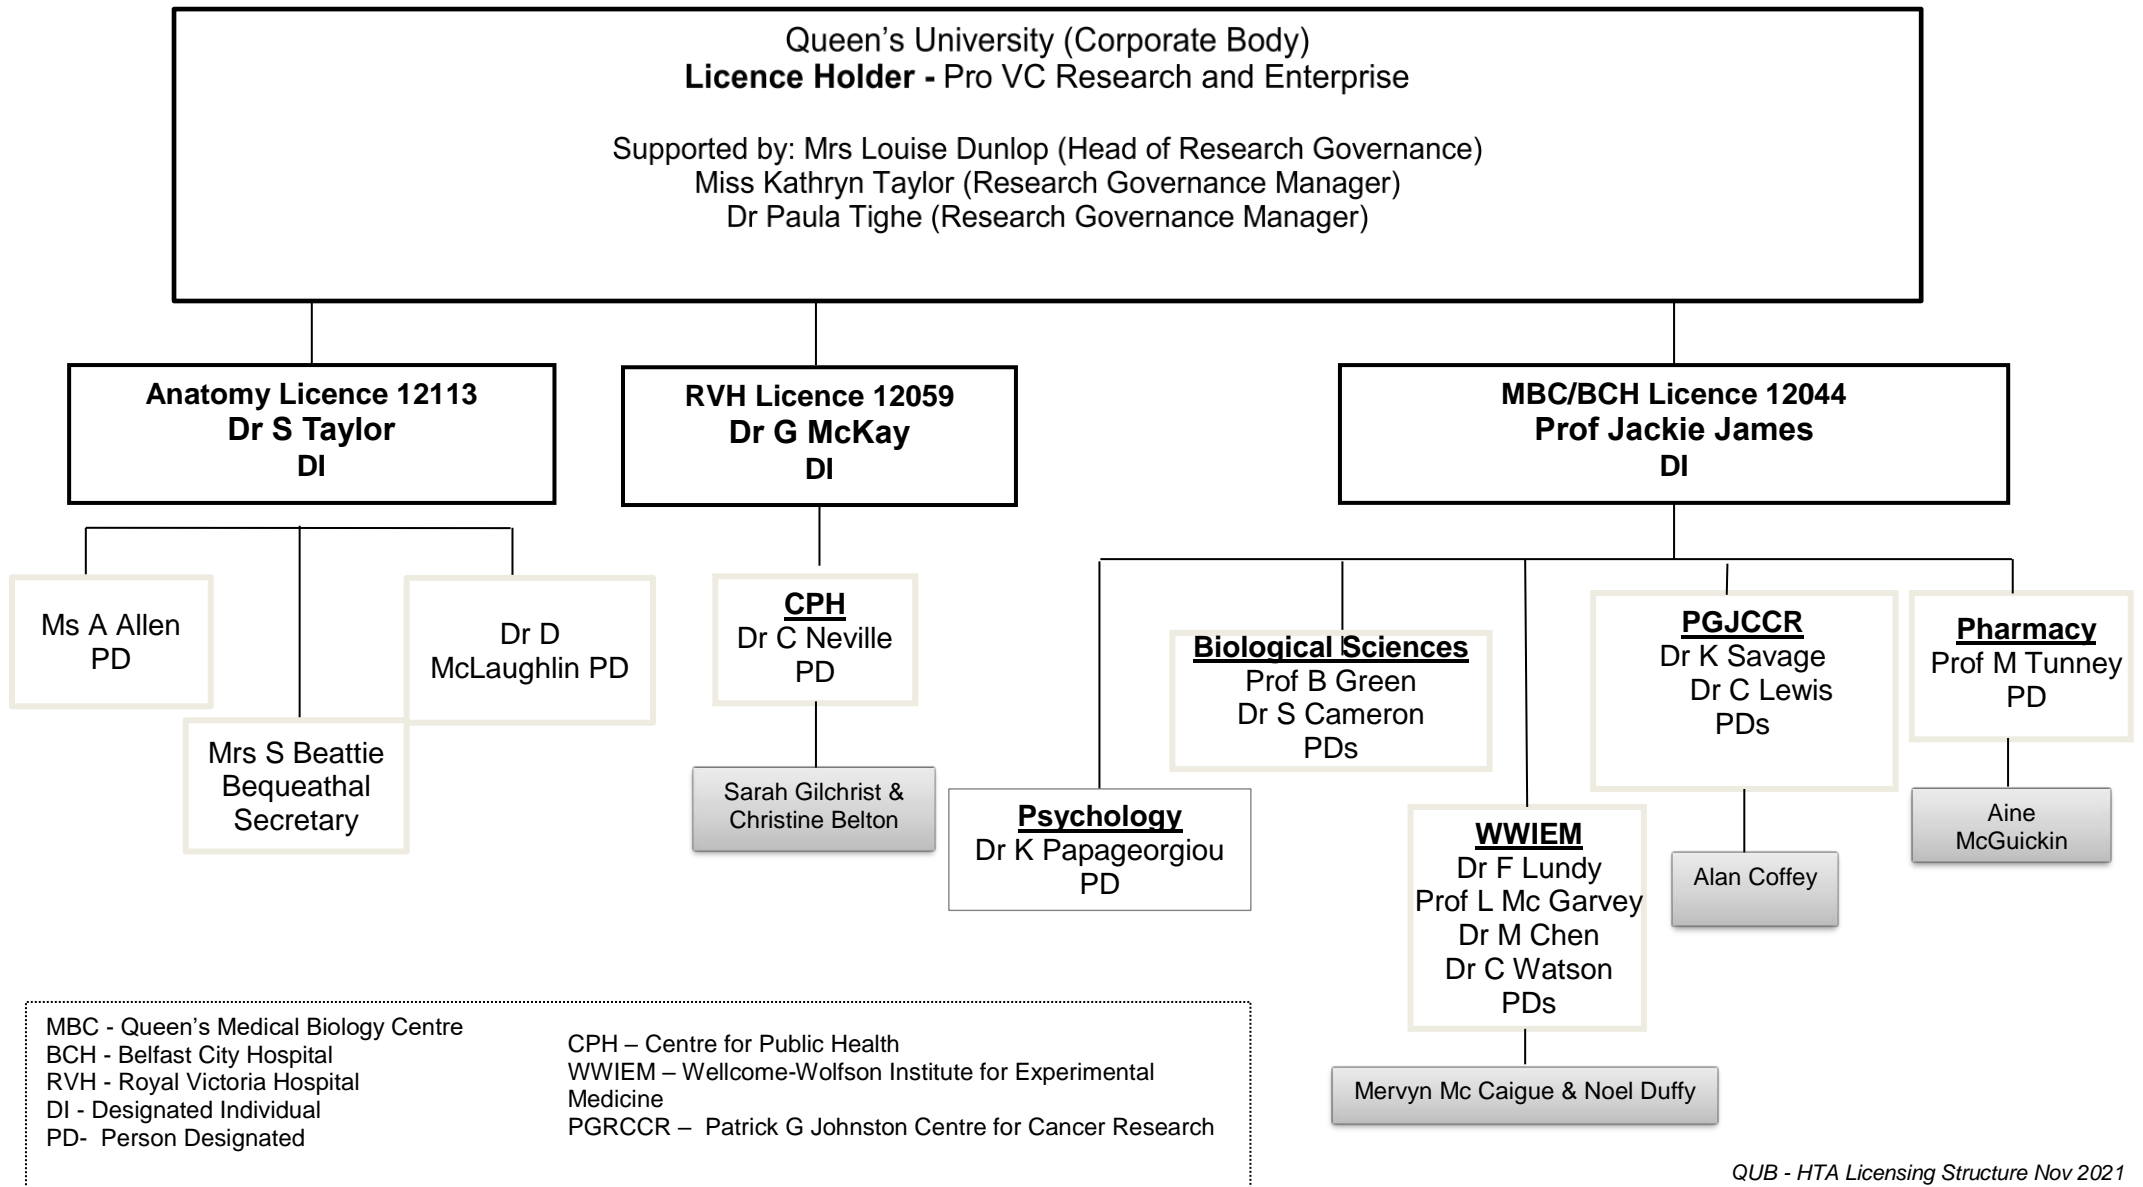 Queen’s University (Corporate Body)
Licence Holder - Pro VC Research and Enterprise
Supported by: Mrs Louise Dunlop (Head of Research Governance)
Miss Kathryn Taylor (Research Governance Manager)
Dr Paula Tighe (Research Governance Manager)
Anatomy Licence 12113
Dr S Taylor
DI
RVH Licence 12059
Dr G McKay
DI
MBC/BCH Licence 12044
Prof Jackie James
DI
Ms A Allen
PD
Mrs S Beattie
Bequeathal
Secretary
Dr D
McLaughlin PD
CPH
Dr C Neville
PD
Sarah Gilchrist &
Christine Belton
Psychology
Dr K Papageorgiou
PD
Biological Sciences
Prof B Green
Dr S Cameron
PDs
WWIEM
Dr F Lundy
Prof L Mc Garvey
Dr M Chen
Dr C Watson
PDs
Mervyn Mc Caigue & Noel Duffy
PGJCCR
Dr K Savage
Dr C Lewis
PDs
Alan Coffey
Pharmacy
Prof M Tunney
PD
Aine
McGuickin
MBC - Queen’s Medical Biology Centre
BCH - Belfast City Hospital
RVH - Royal Victoria Hospital
DI - Designated Individual
PD- Person Designated
CPH – Centre for Public Health
WWIEM – Wellcome-Wolfson Institute for Experimental
Medicine
PGRCCR – Patrick G Johnston Centre for Cancer Research
QUB - HTA Licensing Structure Nov 2021